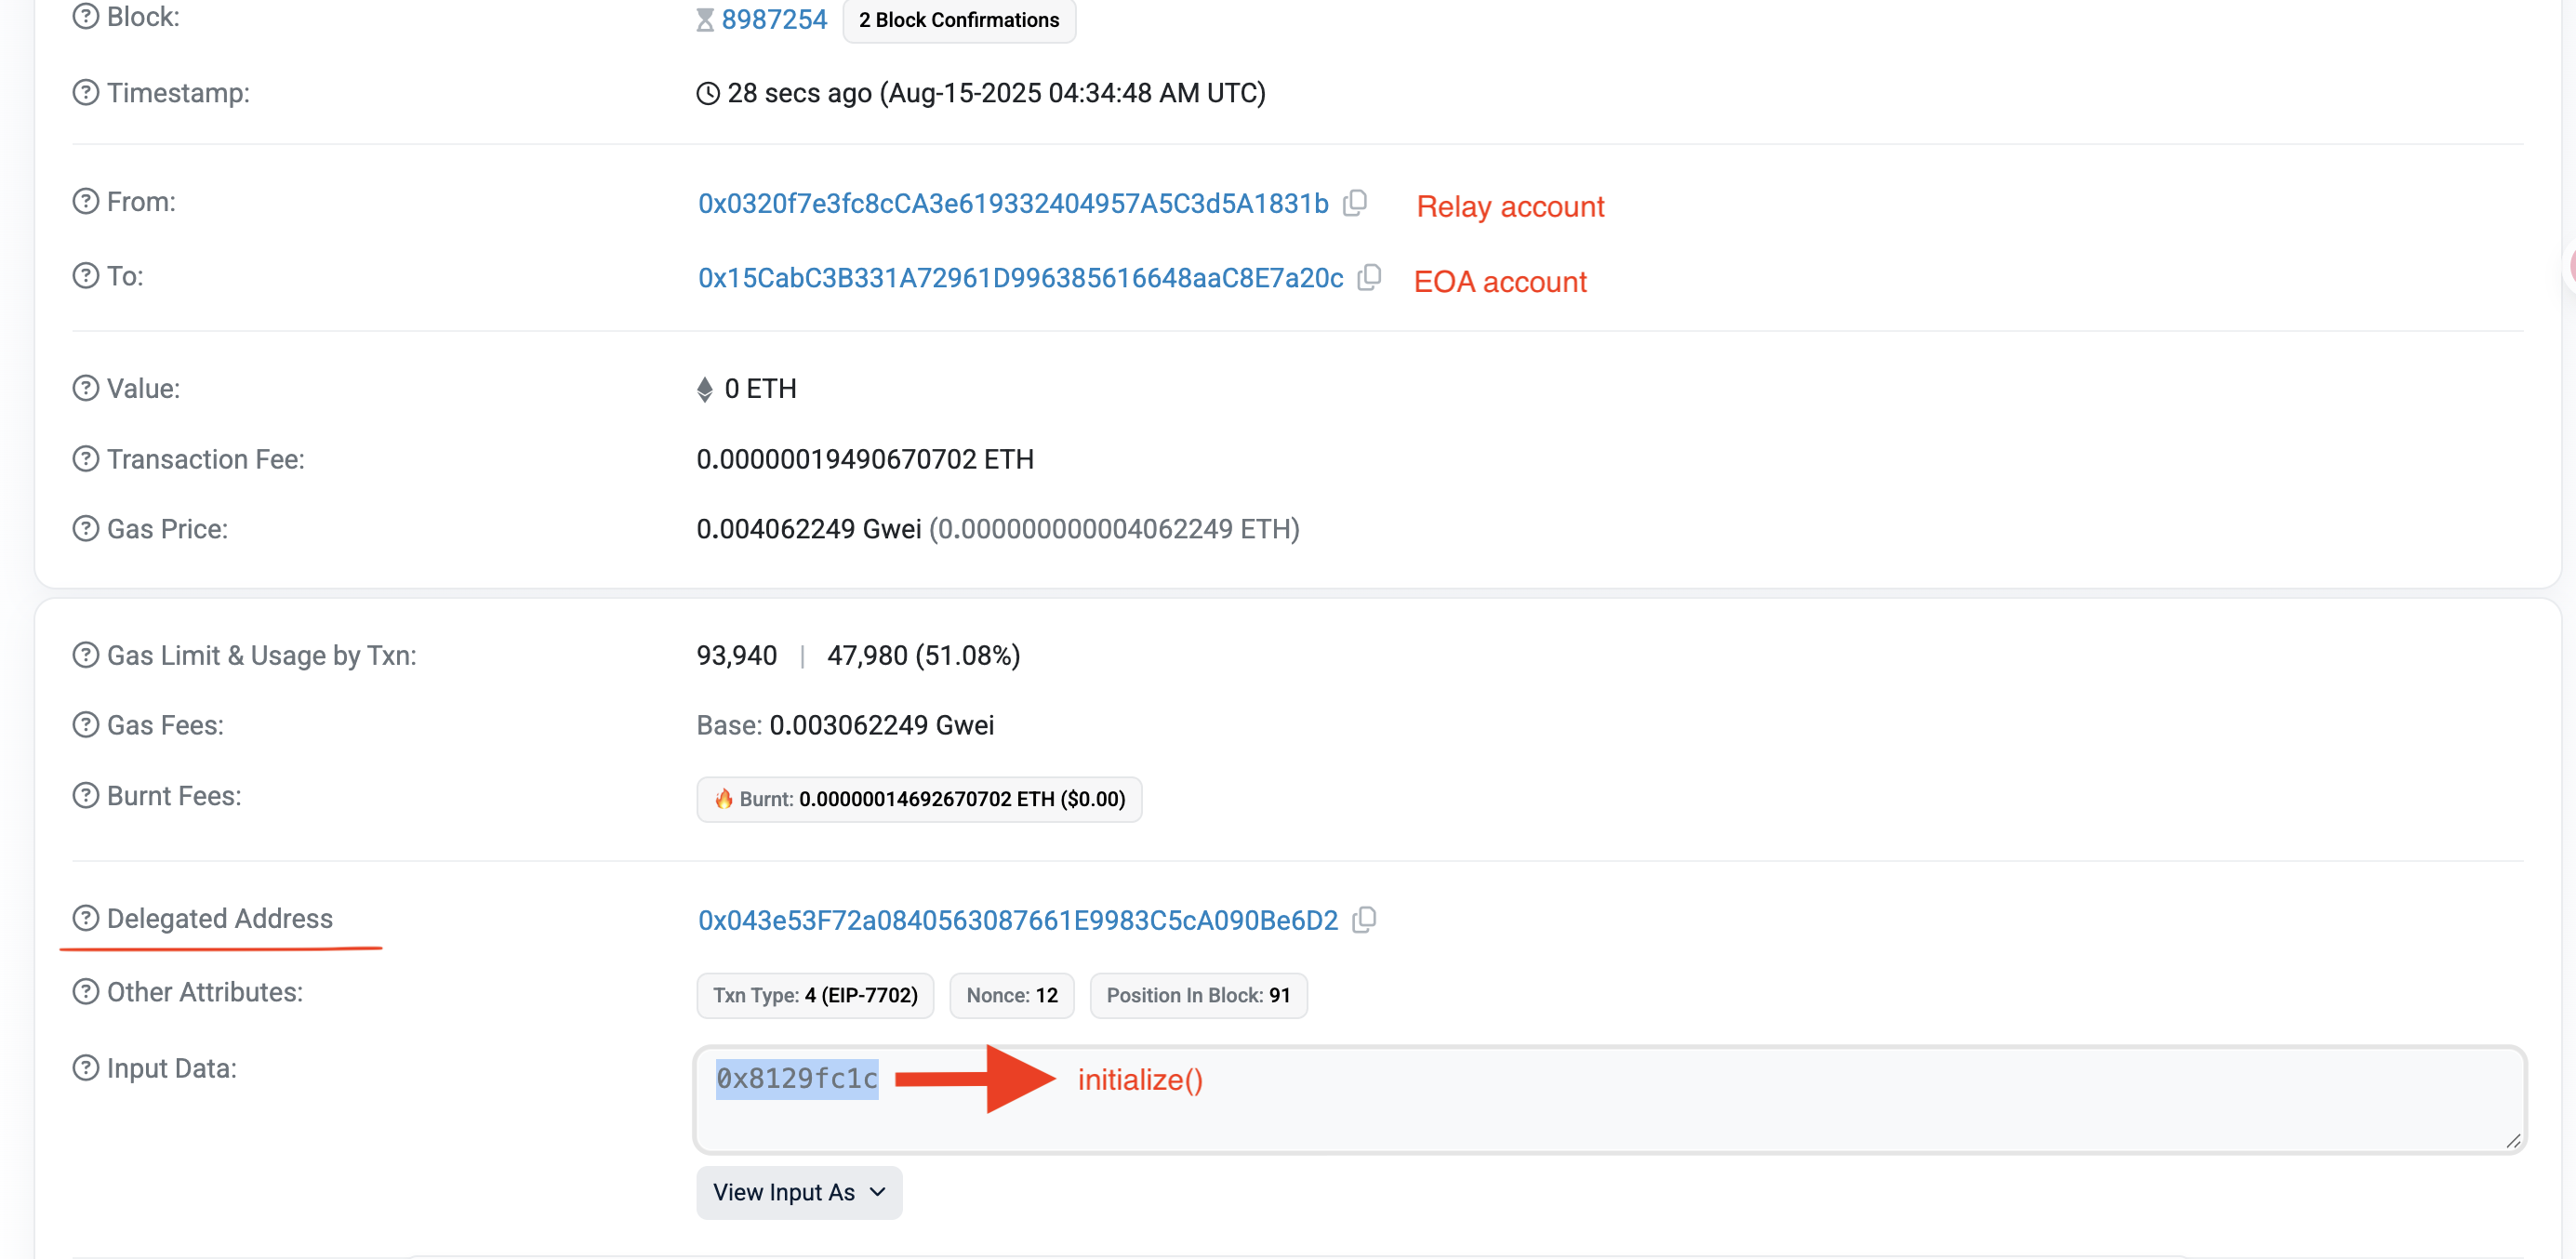 Block: 8987254 2 Block Confirmations
Timestamp: 28 secs ago (Aug-15-2025 04:34:48 AM UTC)
From: 0x0320f7e3fc8cCA3e619332404957A5C3d5A1831b Relay account
To: 0x15CabC3B331A72961D996385616648aaC8E7a20c EOA account
Value: 0 ETH
Transaction Fee: 0.00000019490670702 ETH
Gas Price: 0.004062249 Gwei (0.000000000004062249 ETH)
Gas Limit & Usage by Txn: 93,940 | 47,980 (51.08%)
Gas Fees: Base: 0.003062249 Gwei
Burnt Fees: Burnt: 0.00000014692670702 ETH ($0.00)
Delegated Address 0x043e53F72a0840563087661E9983C5cA090Be6D2
Other Attributes: Txn Type: 4 (EIP-7702) Nonce: 12 Position In Block: 91
Input Data: 0x8129fc1c initialize()
View Input As